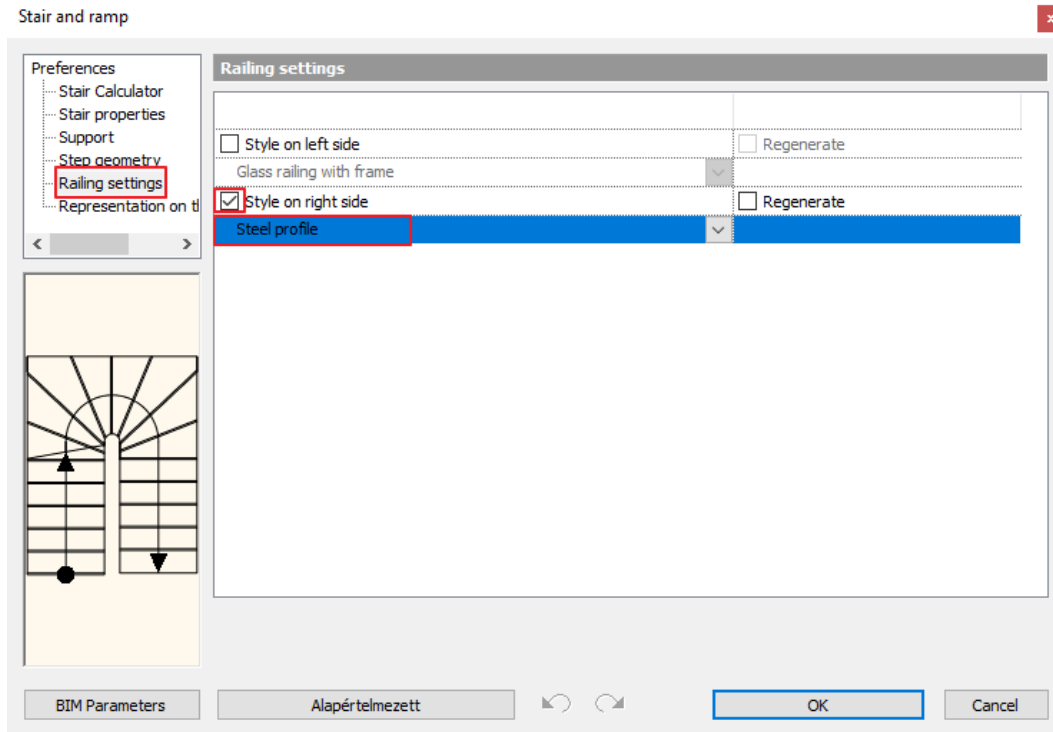 Stair and ramp
Preferences
Stair Calculator
Stair properties
Support
Step geometry
Railing settings
Representation on tl
Railing settings
Style on left side
Regenerate
Glass railing with frame
Style on right side
Regenerate
Steel profile
BIM Parameters
Alapértelmezett
OK
Cancel